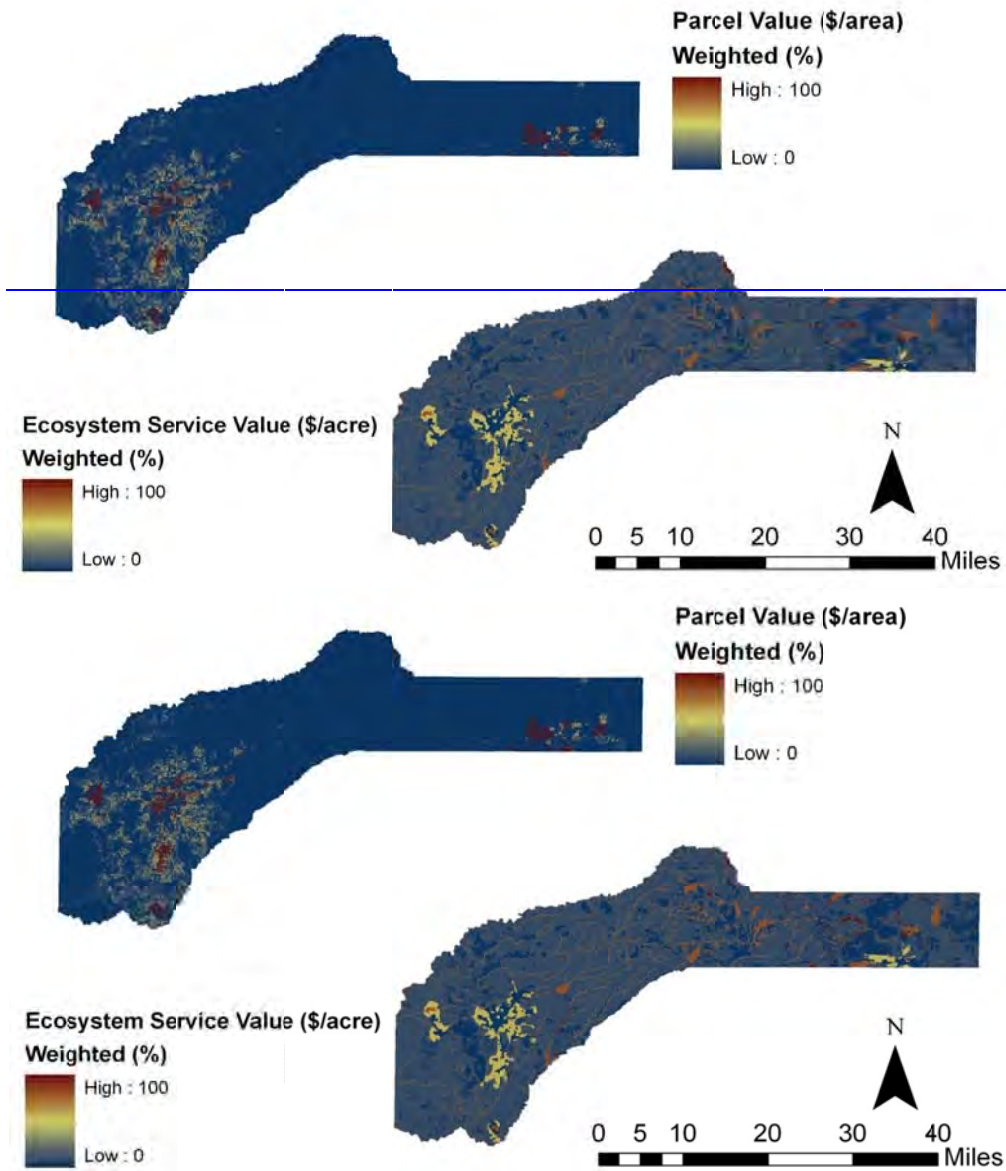 Parcel Value ($/area)
Weighted (%)
High : 100
Low : 0
Ecosystem Service Value ($/acre)
Weighted (%)
High : 100
Low : 0
N
0 5 10 20 30 40
Miles
Parcel Value ($/area)
Weighted (%)
High : 100
Low : 0
Ecosystem Service Value ($/acre)
Weighted (%)
High : 100
Low : 0
N
0 5 10 20 30 40
Miles